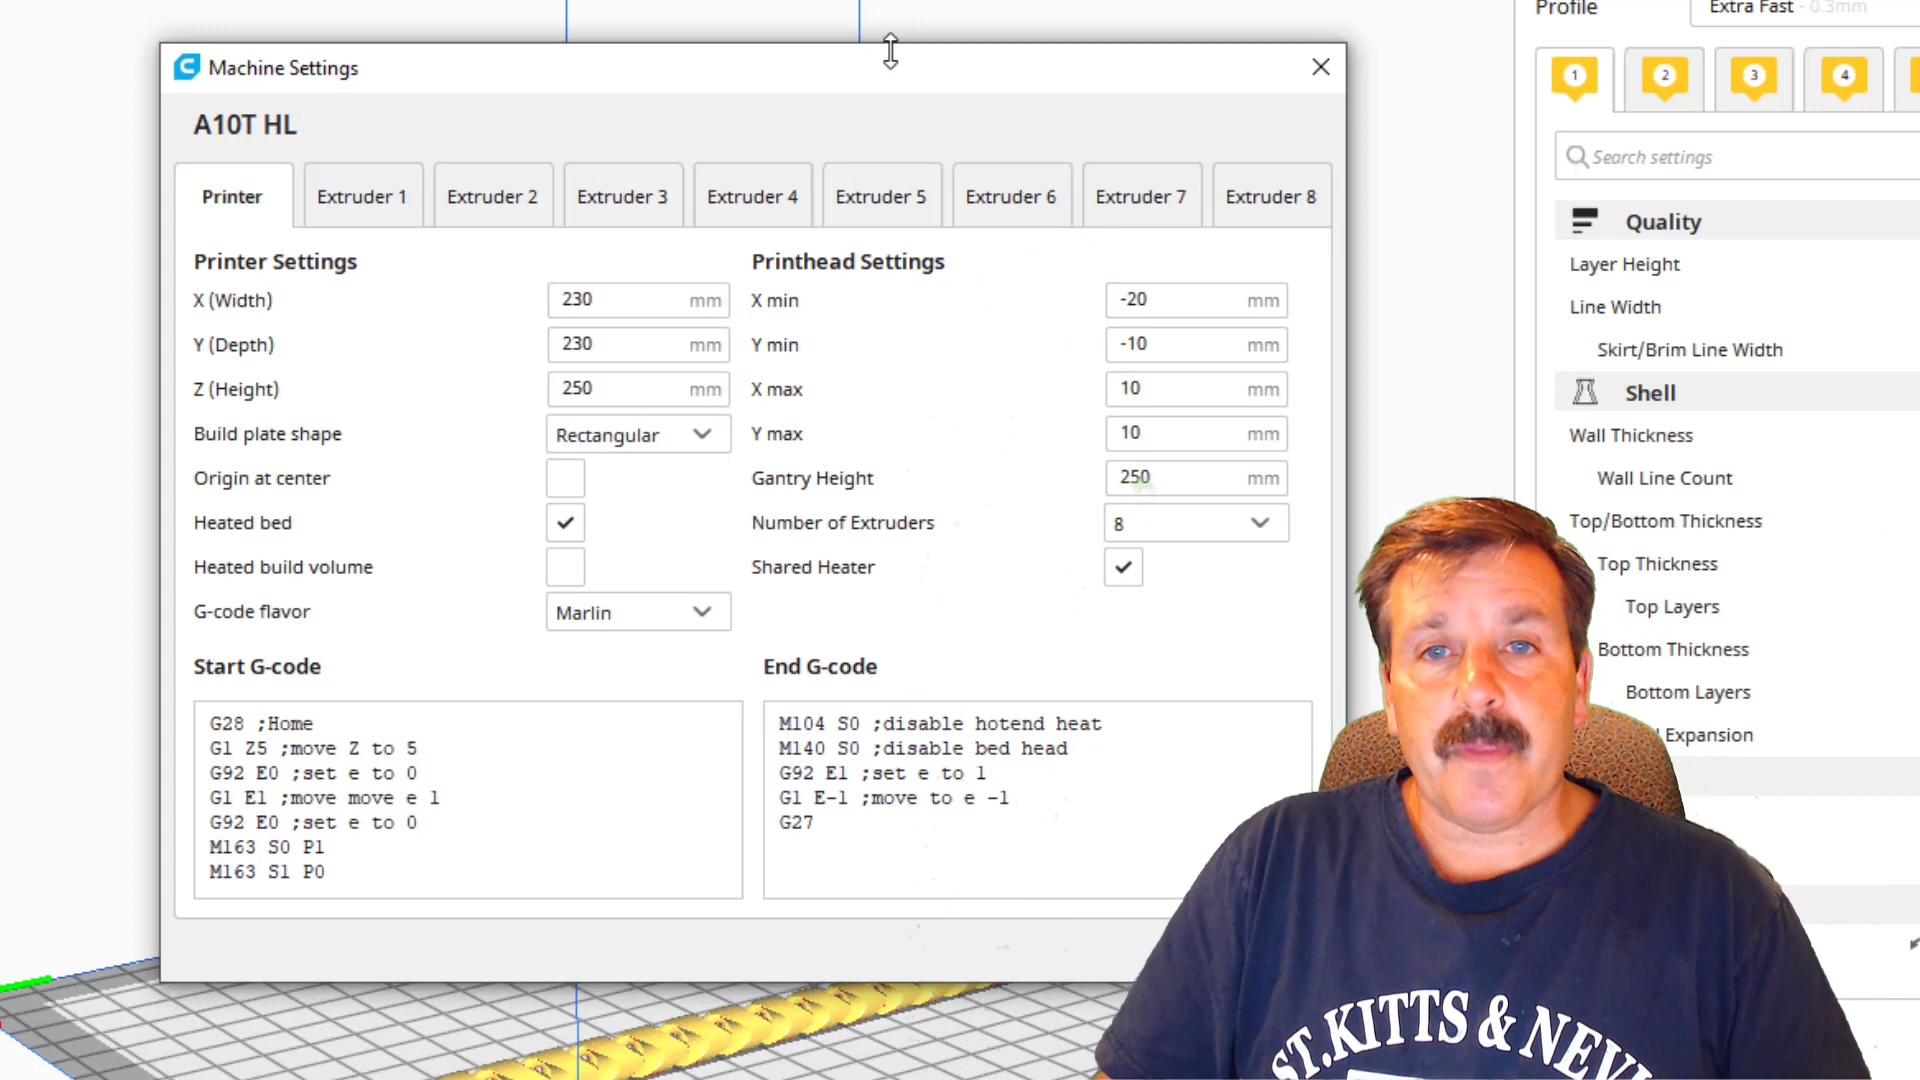 Profile
Extra Fast - 0.3mm
Machine Settings
A10T HL
Printer
Extruder 1
Extruder 2
Extruder 3
Extruder 4
Extruder 5
Extruder 6
Extruder 7
Extruder 8
Printer Settings
X (Width)
230 mm
Y (Depth)
230 mm
Z (Height)
250 mm
Build plate shape
Rectangular
Origin at center
Heated bed
Heated build volume
G-code flavor
Marlin
Printhead Settings
X min
-20 mm
Y min
-10 mm
X max
10 mm
Y max
10 mm
Gantry Height
250 mm
Number of Extruders
8
Shared Heater
Start G-code
G28 ;Home
G1 Z5 ;move Z to 5
G92 E0 ;set e to 0
G1 E1 ;move move e 1
G92 E0 ;set e to 0
M163 S0 P1
M163 S1 P0
End G-code
M104 S0 ;disable hotend heat
M140 S0 ;disable bed head
G92 E1 ;set e to 1
G1 E-1 ;move to e -1
G27
1
2
3
4
Search settings
Quality
Layer Height
Line Width
Skirt/Brim Line Width
Shell
Wall Thickness
Wall Line Count
Top/Bottom Thickness
Top Thickness
Top Layers
Bottom Thickness
Bottom Layers
Expansion
ST.KITTS &